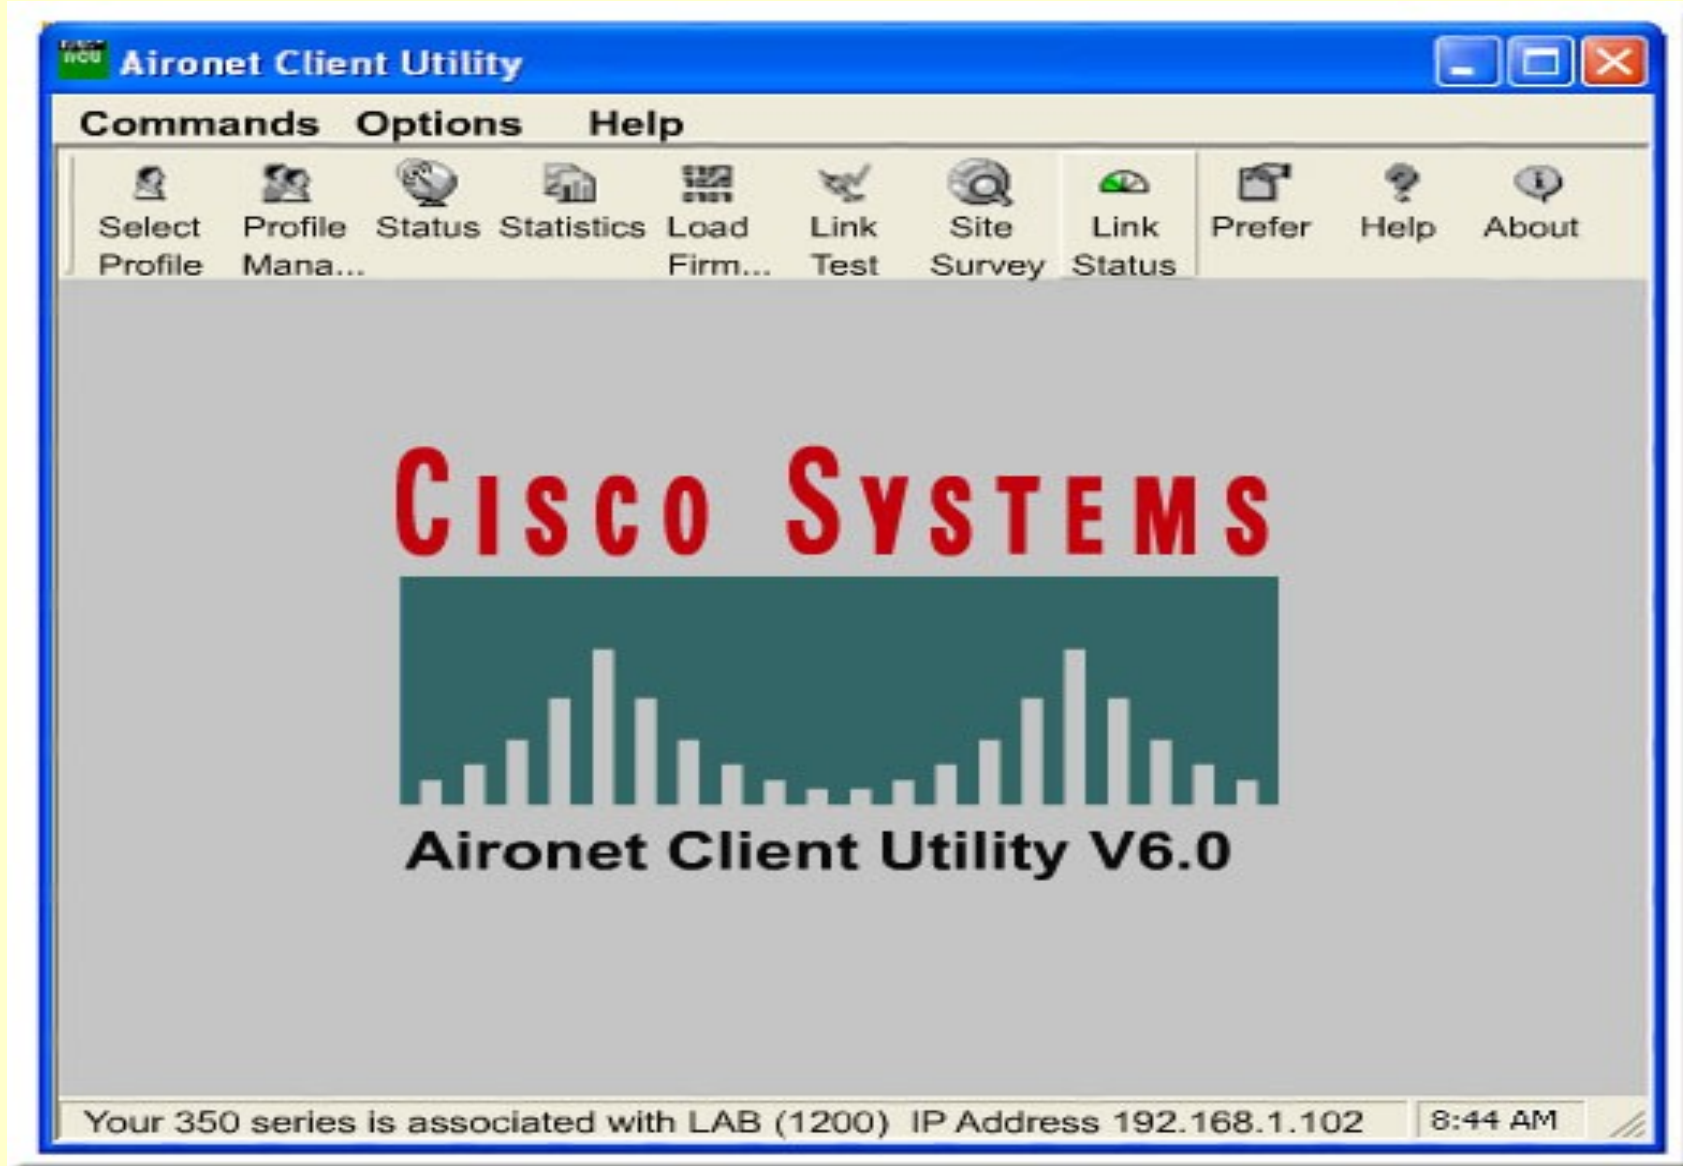 Aironet Client Utility
Commands Options Help
Select Profile Status Statistics Load Link Site Link Prefer Help About
Profile Mana... Firm... Test Survey Status
CISCO SYSTEMS
Aironet Client Utility V6.0
Your 350 series is associated with LAB (1200) IP Address 192.168.1.102 8:44 AM